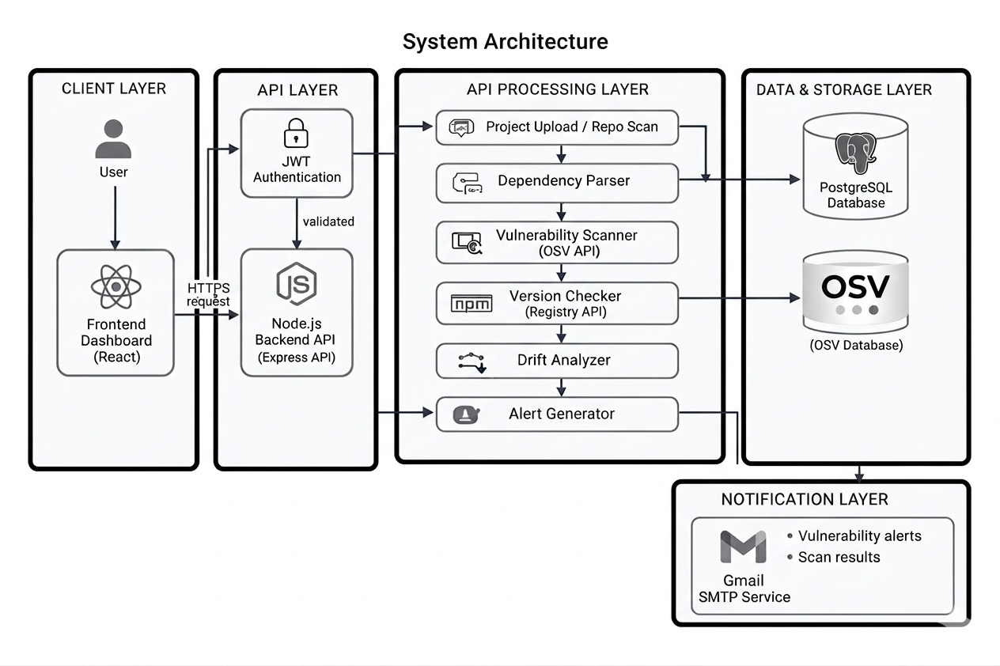 System Architecture
CLIENT LAYER
User
Frontend
Dashboard
(React)
HTTPS
request
API LAYER
JWT
Authentication
validated
JS
Node.js
Backend API
(Express API)
API PROCESSING LAYER
Project Upload / Repo Scan
Dependency Parser
Vulnerability Scanner
(OSV API)
npm
Version Checker
(Registry API)
Drift Analyzer
Alert Generator
DATA & STORAGE LAYER
PostgreSQL
Database
OSV
(OSV Database)
NOTIFICATION LAYER
Gmail
SMTP Service
• Vulnerability alerts
• Scan results